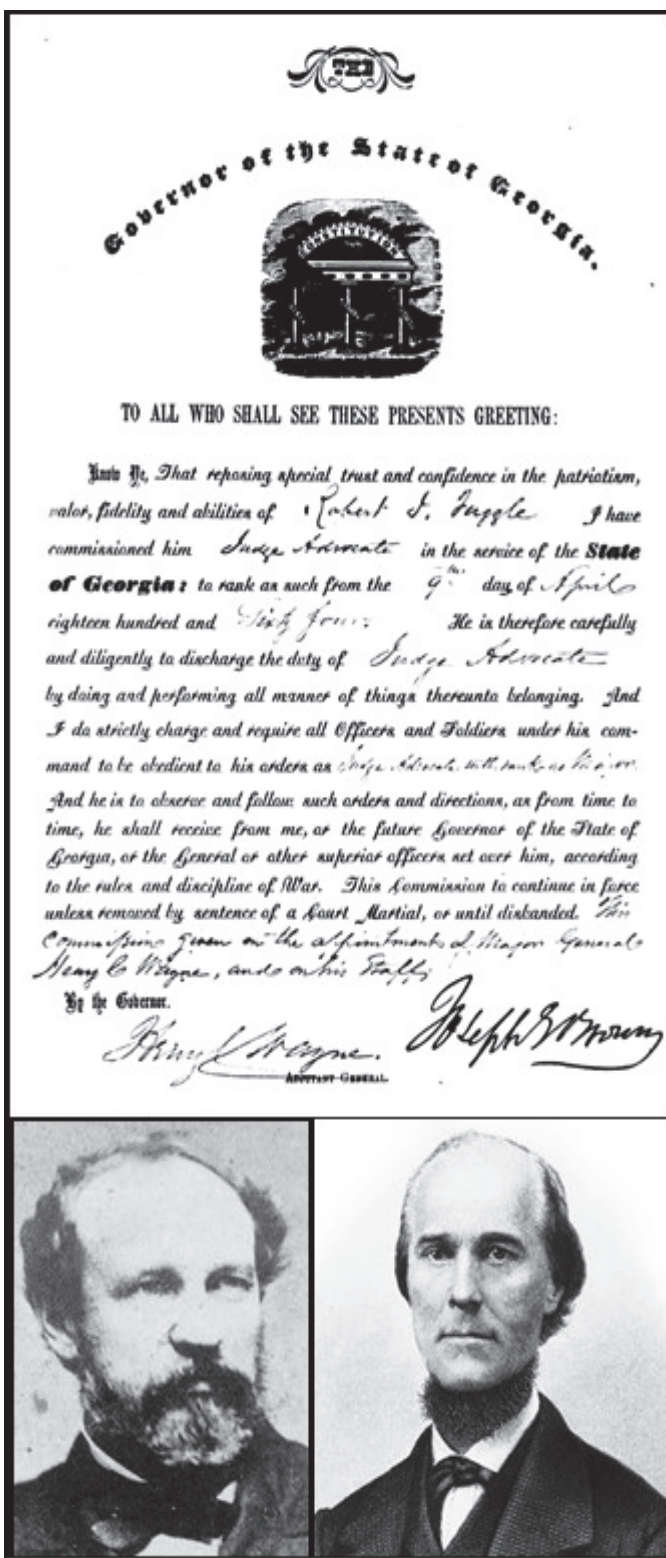 THE
Governor of the State of Georgia.
TO ALL WHO SHALL SEE THESE PRESENTS GREETING:
Know Ye, That reposing special trust and confidence in the patriotism,
valor, fidelity and abilities of Robert J. Tuggle I have
commissioned him Judge Advocate in the service of the State
of Georgia: to rank as such from the 9th day of April
eighteen hundred and Sixty four. He is therefore carefully
and diligently to discharge the duty of Judge Advocate
by doing and performing all manner of things thereunto belonging. And
I do strictly charge and require all Officers and Soldiers under his com-
mand to be obedient to his orders as Judge Advocate with rank as Major.
And he is to observe and follow such orders and directions, as from time to
time, he shall receive from me, or the future Governor of the State of
Georgia, or the General or other superior officers set over him, according
to the rules and discipline of War. This Commission to continue in force
unless removed by sentence of a Court Martial, or until disbanded. This
Commission given on the appointment of Major General
Henry C Wayne, and on his Staff.
By the Governor.
Henry C Wayne. Joseph E Brown
ADJUTANT GENERAL.